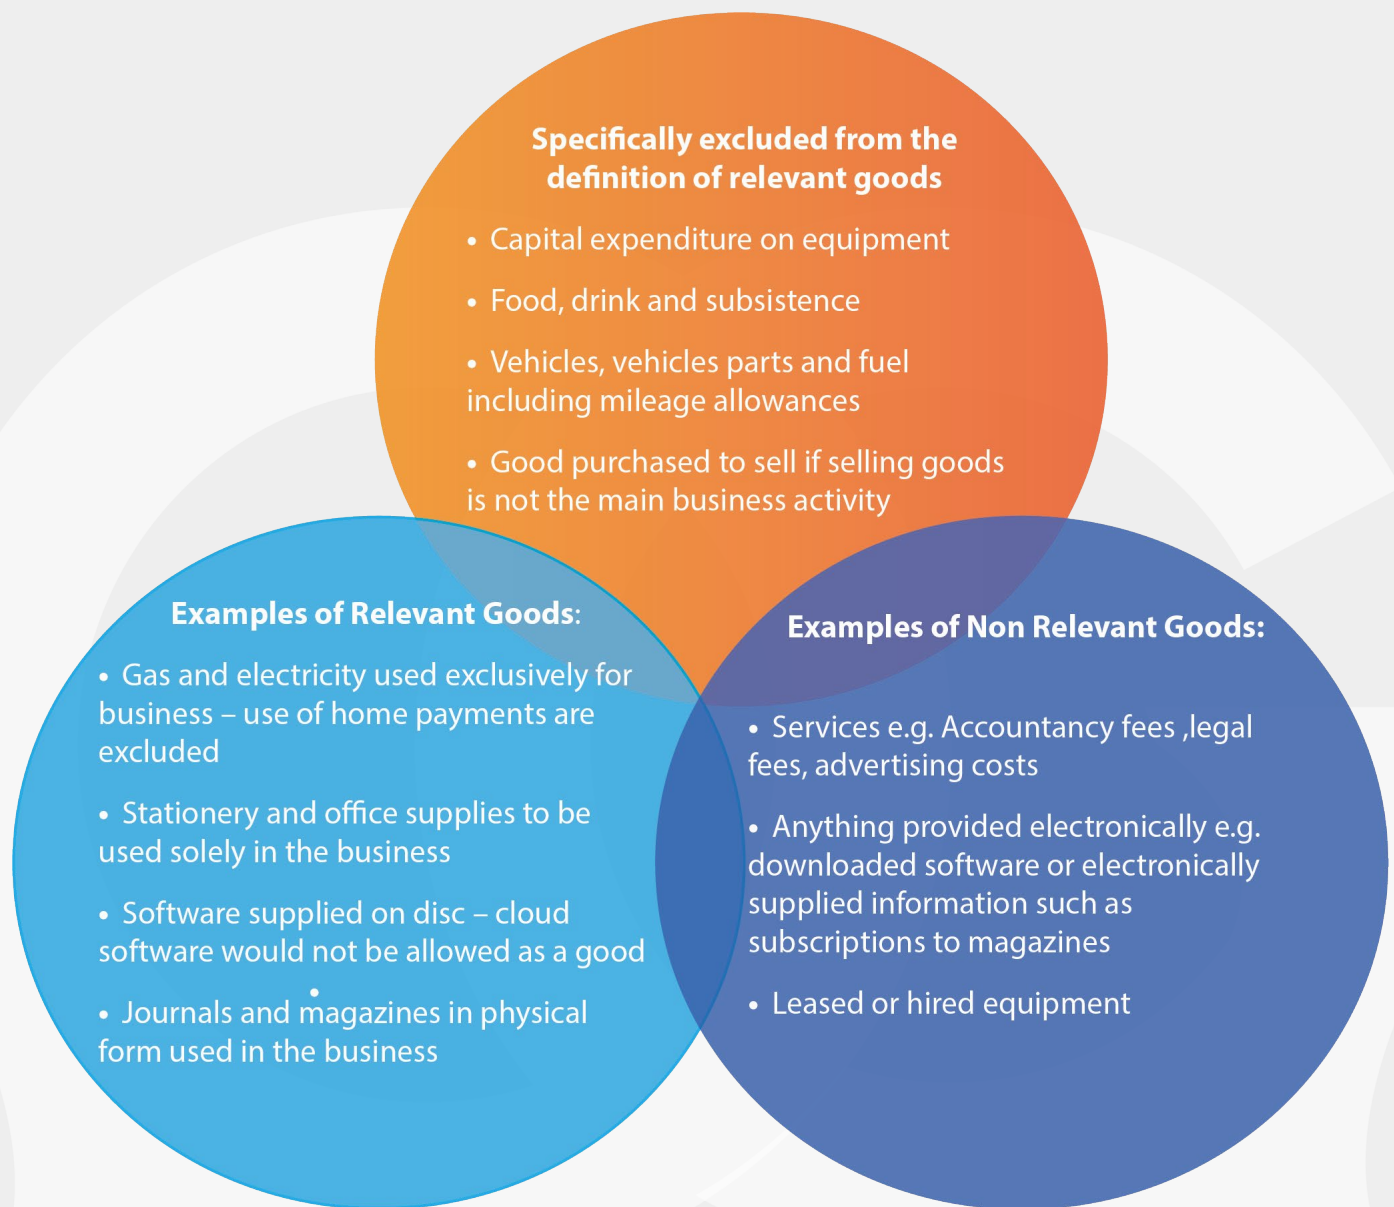 Specifically excluded from the
definition of relevant goods
• Capital expenditure on equipment
• Food, drink and subsistence
• Vehicles, vehicles parts and fuel
including mileage allowances
• Good purchased to sell if selling goods
is not the main business activity
Examples of Relevant Goods:
• Gas and electricity used exclusively for
business – use of home payments are
excluded
• Stationery and office supplies to be
used solely in the business
• Software supplied on disc – cloud
software would not be allowed as a good
•
• Journals and magazines in physical
form used in the business
Examples of Non Relevant Goods:
• Services e.g. Accountancy fees ,legal
fees, advertising costs
• Anything provided electronically e.g.
downloaded software or electronically
supplied information such as
subscriptions to magazines
• Leased or hired equipment